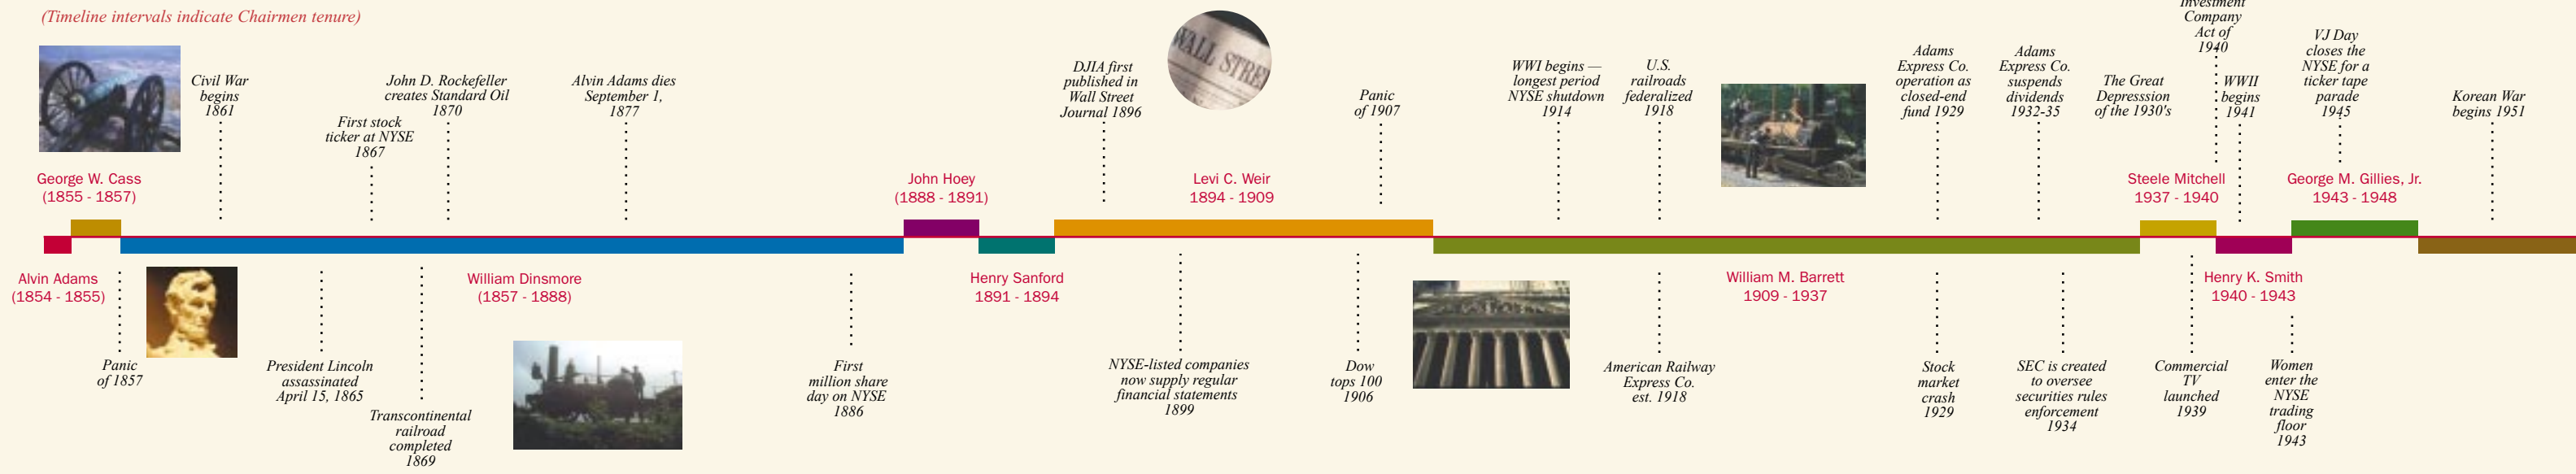 (Timeline intervals indicate Chairmen tenure)
Civil War
begins
1861
First stock
ticker at NYSE
1867
John D. Rockefeller
creates Standard Oil
1870
Alvin Adams dies
September 1,
1877
DJIA first
published in
Wall Street
Journal 1896
WALL STREE
Panic
of 1907
WWI begins —
longest period
NYSE shutdown
1914
U.S.
railroads
federalized
1918
Adams
Express Co.
operation as
closed-end
fund 1929
Adams
Express Co.
suspends
dividends
1932-35
The Great
Depresssion
of the 1930's
Investment
Company
Act of
1940
WWII
begins
1941
VJ Day
closes the
NYSE for a
ticker tape
parade
1945
Korean War
begins 1951
George W. Cass
(1855 - 1857)
John Hoey
(1888 - 1891)
Levi C. Weir
1894 - 1909
Steele Mitchell
1937 - 1940
George M. Gillies, Jr.
1943 - 1948
Alvin Adams
(1854 - 1855)
William Dinsmore
(1857 - 1888)
Henry Sanford
1891 - 1894
William M. Barrett
1909 - 1937
Henry K. Smith
1940 - 1943
Panic
of 1857
President Lincoln
assassinated
April 15, 1865
Transcontinental
railroad
completed
1869
First
million share
day on NYSE
1886
NYSE-listed companies
now supply regular
financial statements
1899
Dow
tops 100
1906
American Railway
Express Co.
est. 1918
Stock
market
crash
1929
SEC is created
to oversee
securities rules
enforcement
1934
Commercial
TV
launched
1939
Women
enter the
NYSE
trading
floor
1943